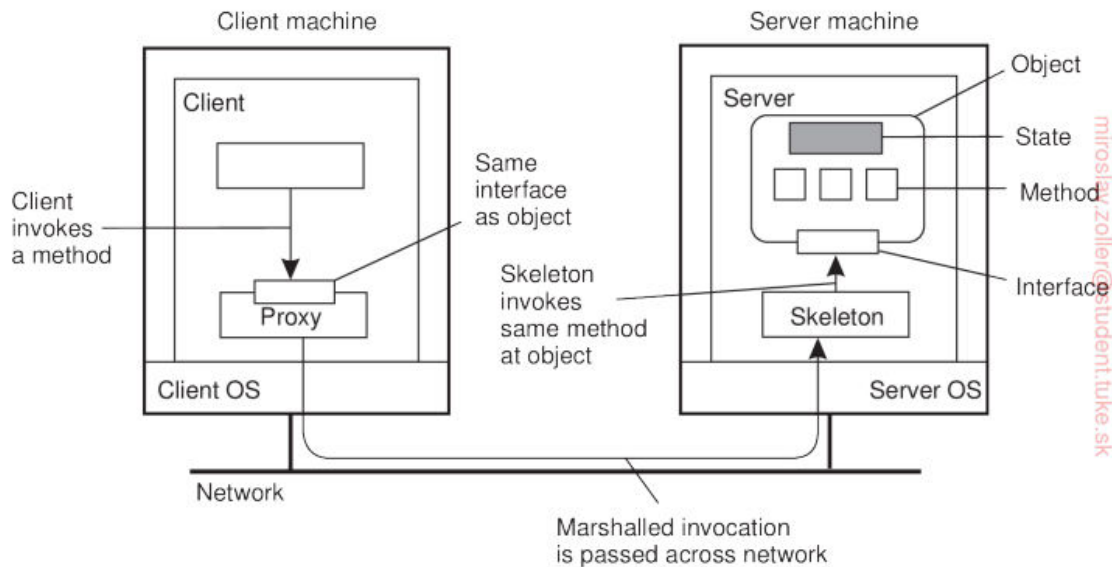 Client machine
Server machine
Client
Server
Object
State
Method
Interface
Same
interface
as object
Client
invokes
a method
Proxy
Skeleton
invokes
same method
at object
Skeleton
Client OS
Server OS
Network
Marshalled invocation
is passed across network
miroslav.zoller@student.tuke.sk